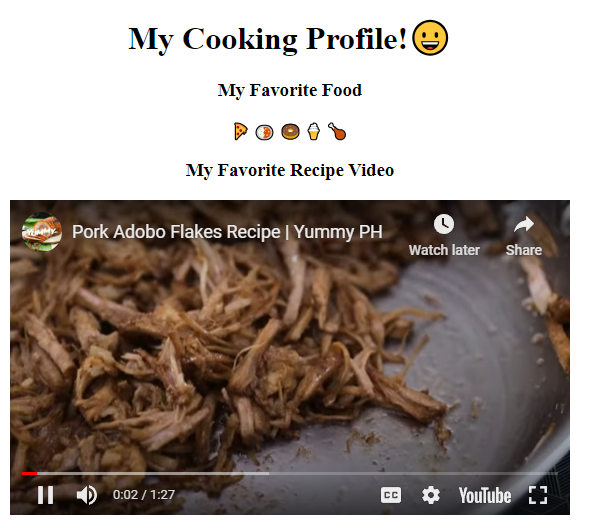 My Cooking Profile!😀
My Favorite Food
🍕 🍛 🍩 🍦 🍗
My Favorite Recipe Video
YUMMY
Pork Adobo Flakes Recipe | Yummy PH
Watch later
Share
0:02 / 1:27
CC
YouTube